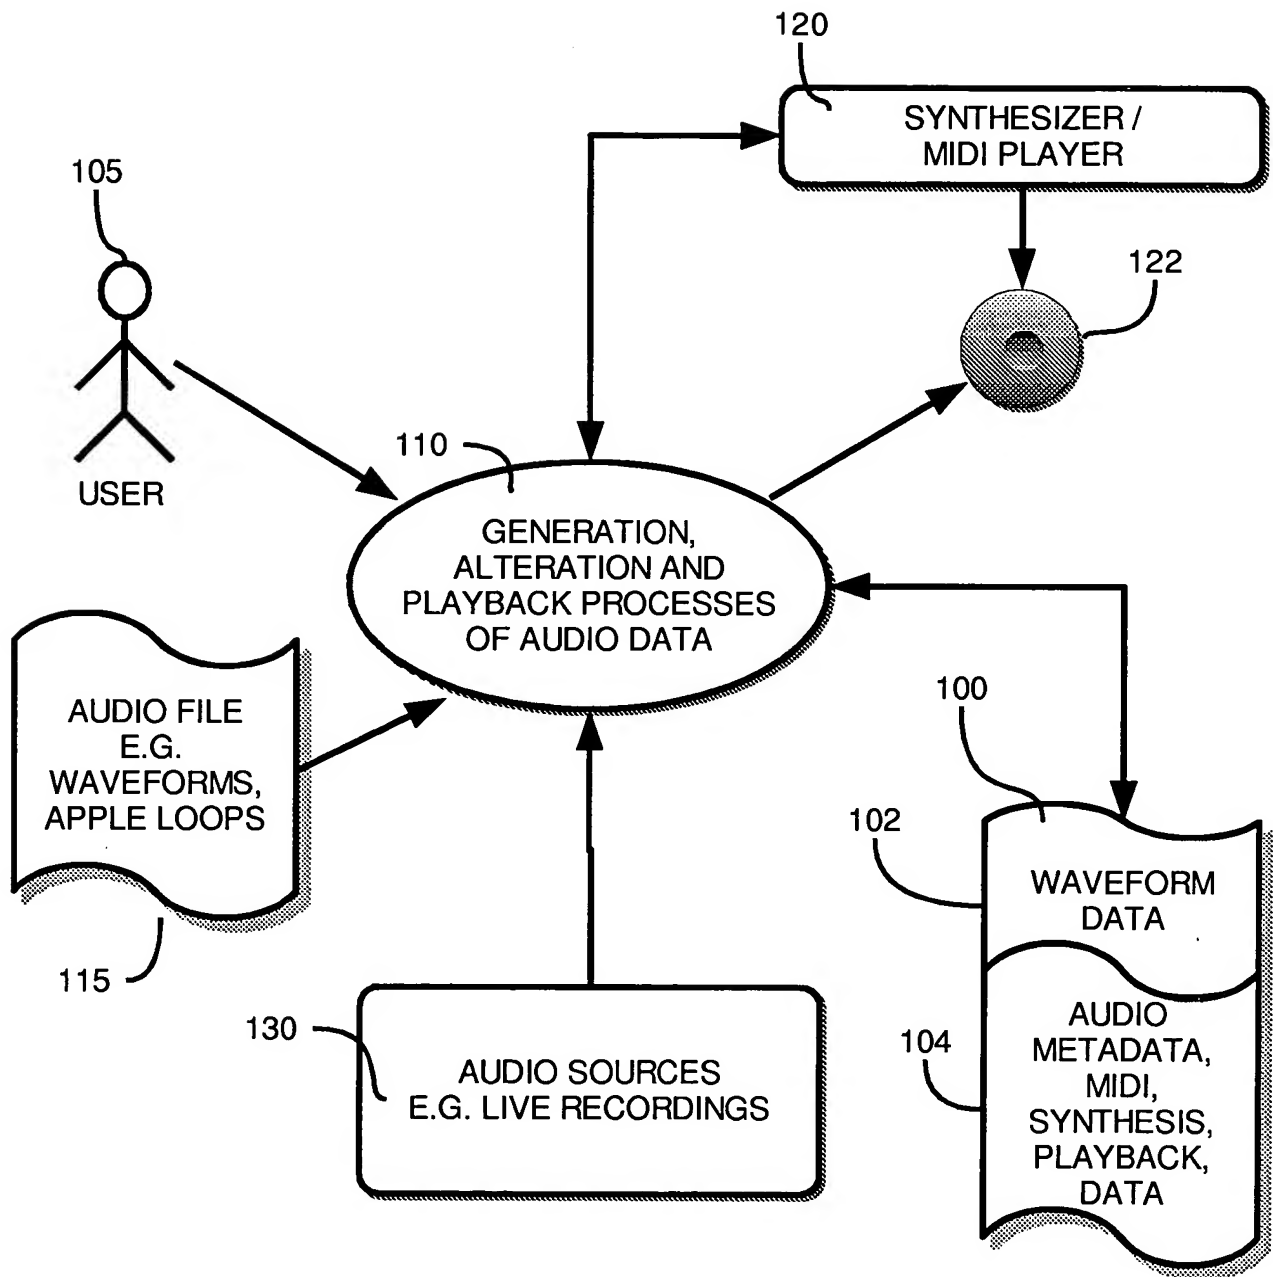 120
SYNTHESIZER /
MIDI PLAYER
105
122
USER
110
GENERATION,
ALTERATION AND
PLAYBACK PROCESSES
OF AUDIO DATA
AUDIO FILE
E.G.
WAVEFORMS,
APPLE LOOPS
115
100
102
WAVEFORM
DATA
104
AUDIO
METADATA,
MIDI,
SYNTHESIS,
PLAYBACK,
DATA
130
AUDIO SOURCES
E.G. LIVE RECORDINGS